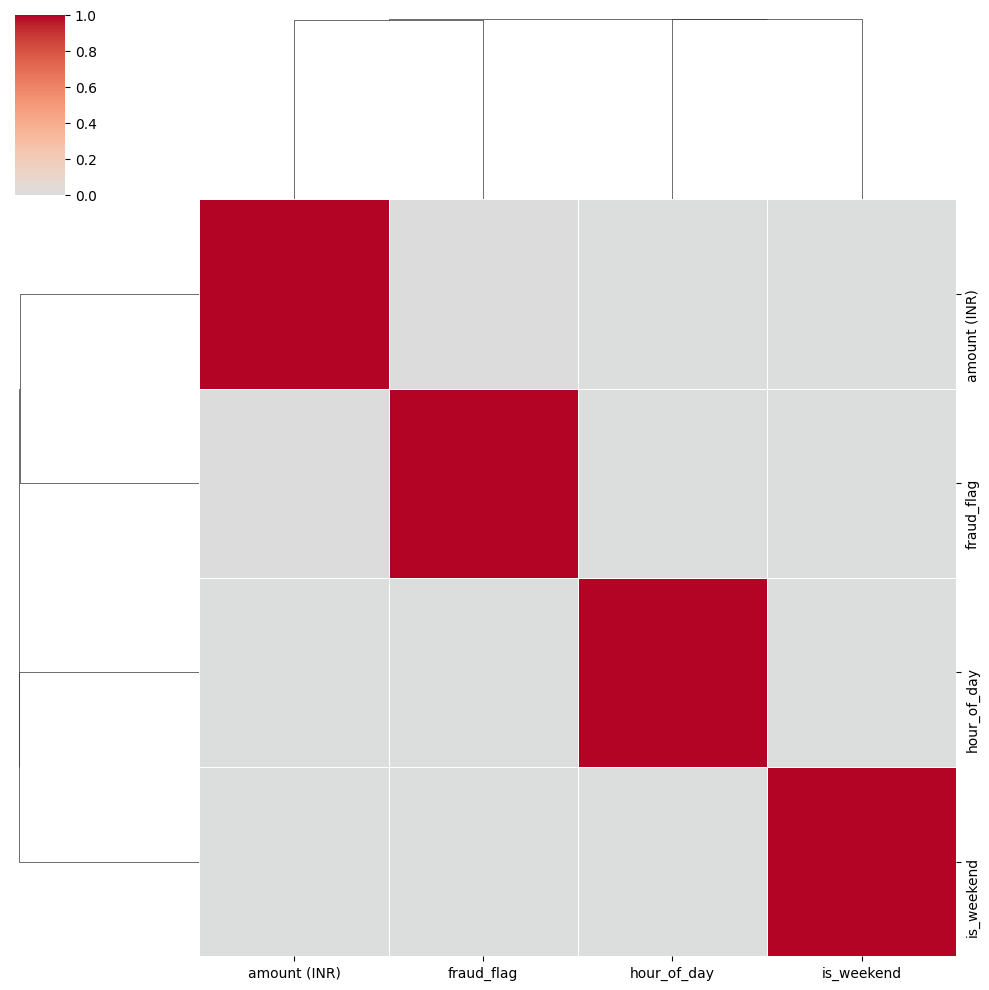 1.0
0.8
0.6
0.4
0.2
0.0
amount (INR)
fraud_flag
hour_of_day
is_weekend
amount (INR)
fraud_flag
hour_of_day
is_weekend